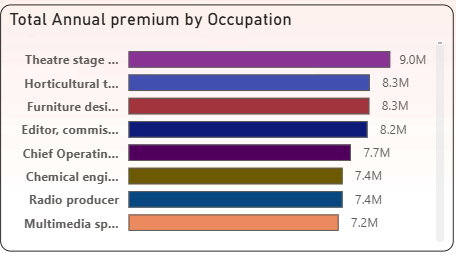 Total Annual premium by Occupation
Theatre stage ... 9.0M
Horticultural t... 8.3M
Furniture desi... 8.3M
Editor, commis... 8.2M
Chief Operatin... 7.7M
Chemical engi... 7.4M
Radio producer 7.4M
Multimedia sp... 7.2M